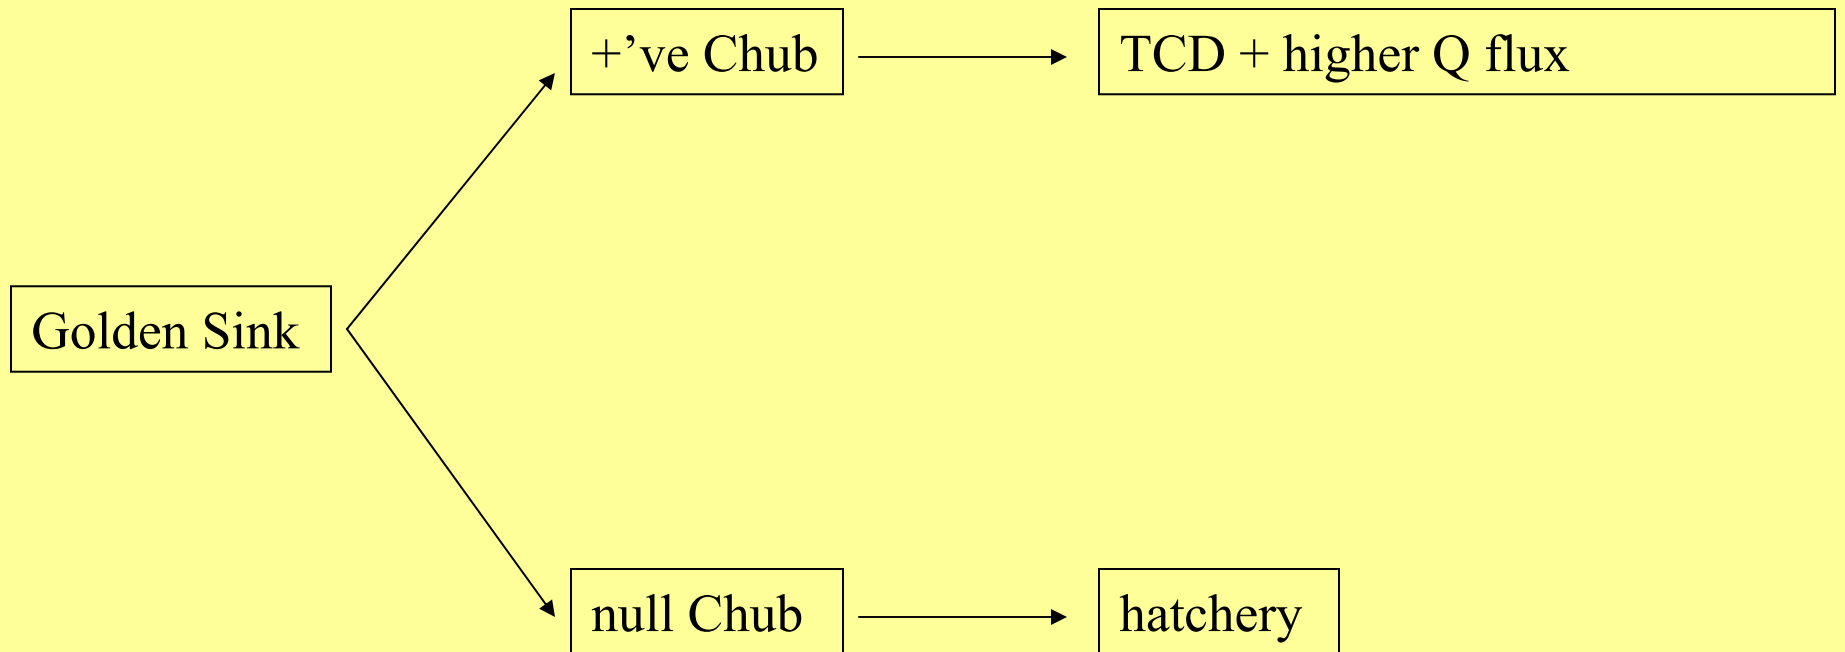 +’ve Chub
TCD + higher Q flux
Golden Sink
null Chub
hatchery